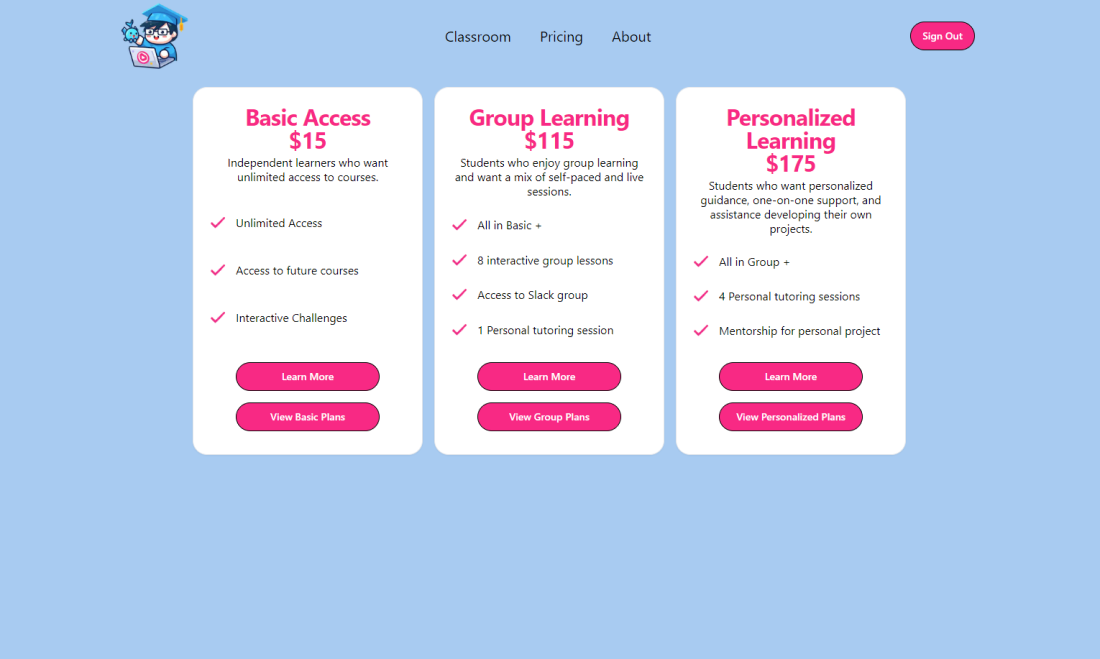 Classroom
Pricing
About
Sign Out
Basic Access
$15
Independent learners who want
unlimited access to courses.
Unlimited Access
Access to future courses
Interactive Challenges
Learn More
View Basic Plans
Group Learning
$115
Students who enjoy group learning
and want a mix of self-paced and live
sessions.
All in Basic +
8 interactive group lessons
Access to Slack group
1 Personal tutoring session
Learn More
View Group Plans
Personalized
Learning
$175
Students who want personalized
guidance, one-on-one support, and
assistance developing their own
projects.
All in Group +
4 Personal tutoring sessions
Mentorship for personal project
Learn More
View Personalized Plans